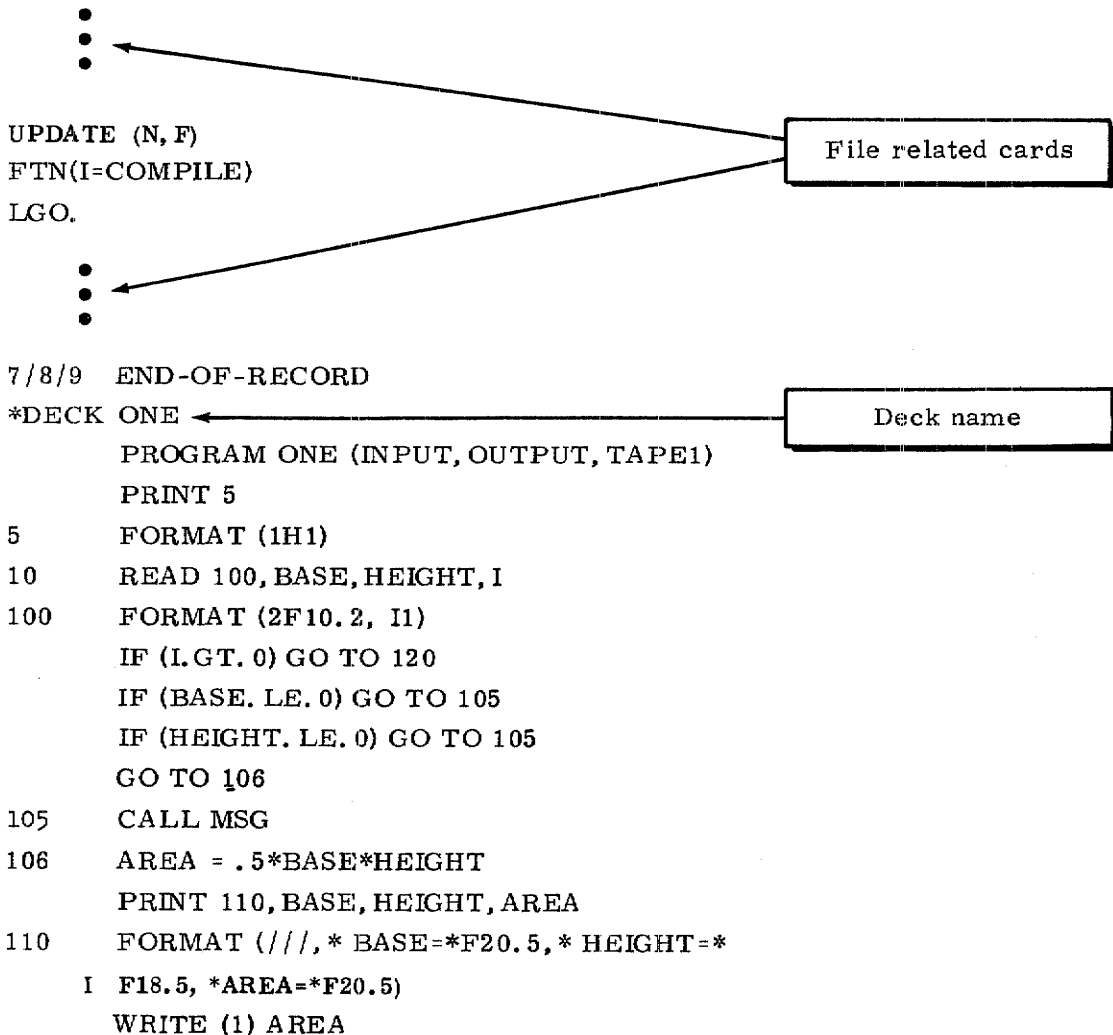 UPDATE (N, F)
File related cards
FTN(I=COMPILE)
LGO.
7/8/9 END-OF-RECORD
*DECK ONE
Deck name
PROGRAM ONE (INPUT, OUTPUT, TAPE1)
PRINT 5
5 FORMAT (1H1)
10 READ 100, BASE, HEIGHT, I
100 FORMAT (2F10.2, I1)
IF (I. GT. 0) GO TO 120
IF (BASE. LE. 0) GO TO 105
IF (HEIGHT. LE. 0) GO TO 105
GO TO 106
105 CALL MSG
106 AREA = .5*BASE*HEIGHT
PRINT 110, BASE, HEIGHT, AREA
110 FORMAT (///, * BASE=*F20.5, * HEIGHT=*
I F18.5, *AREA=*F20.5)
WRITE (1) AREA